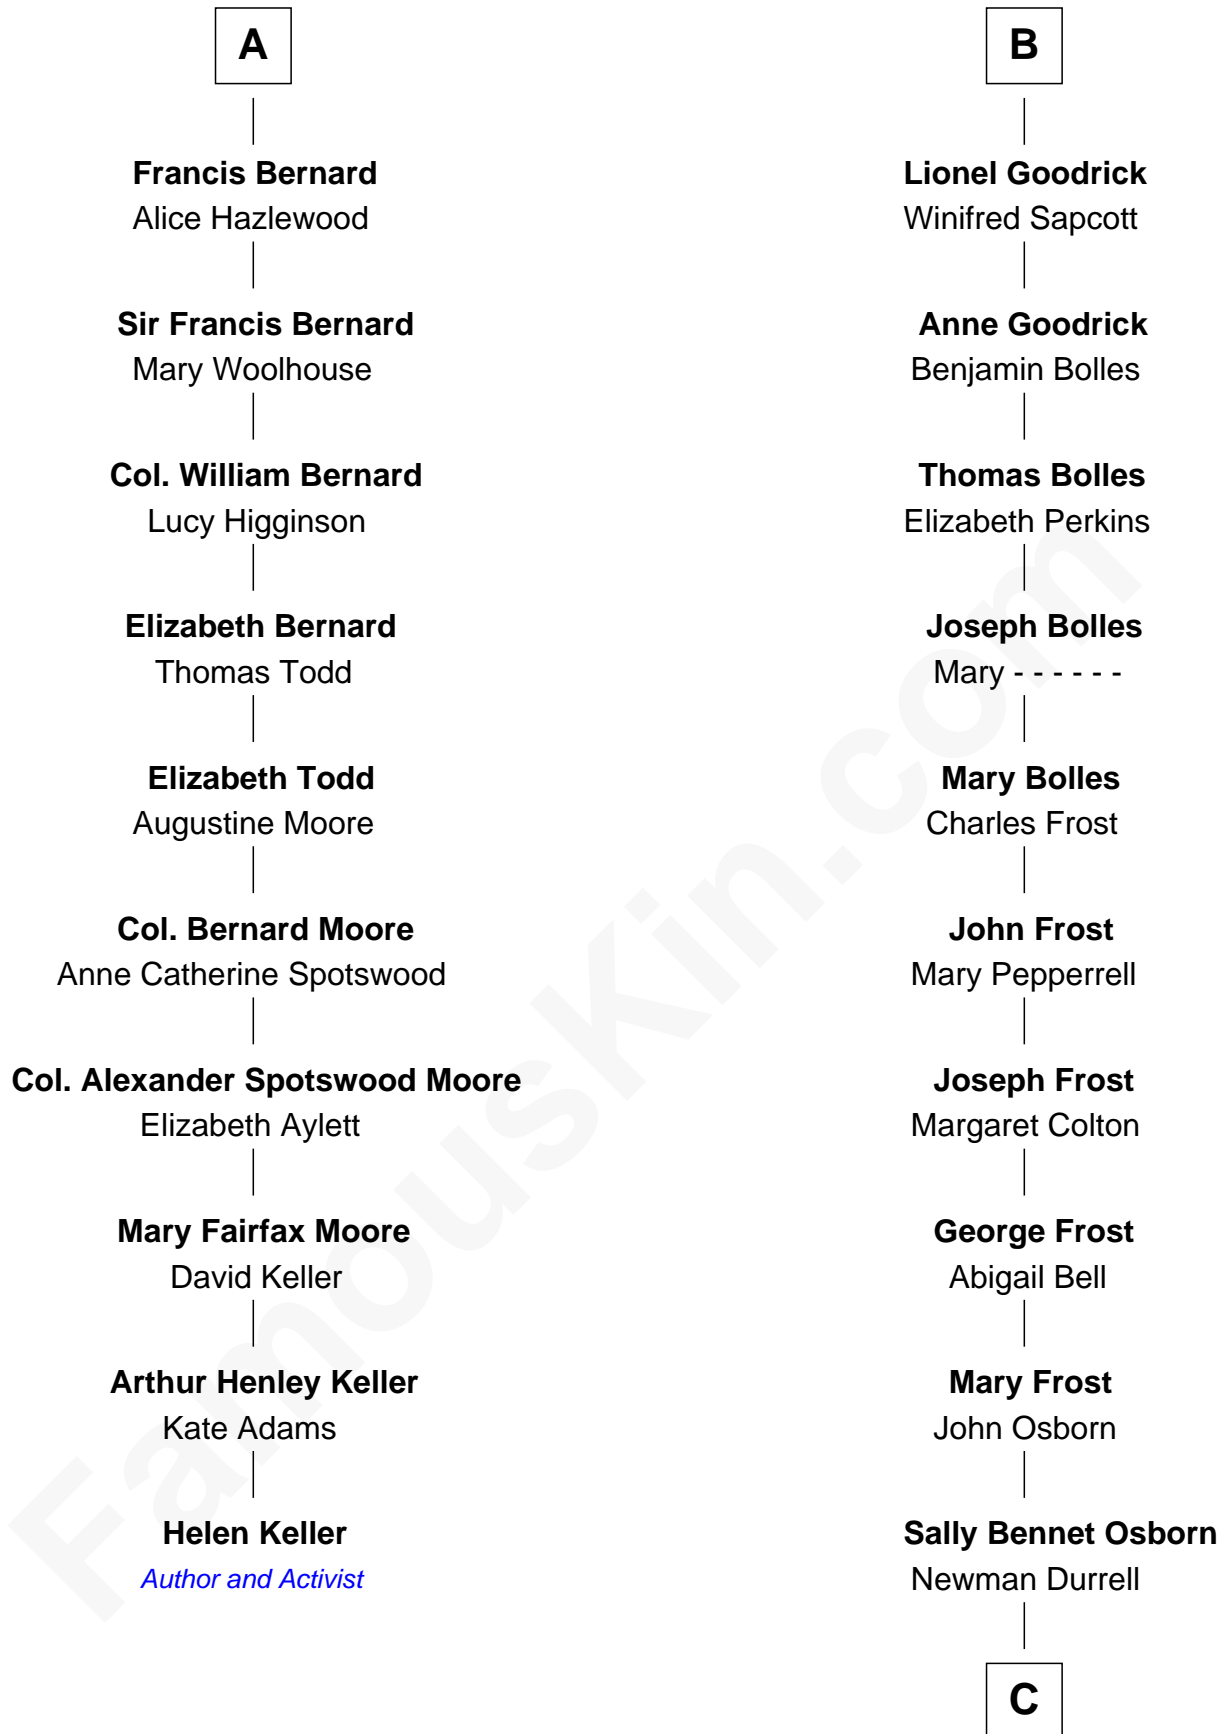 A
Francis Bernard
Alice Hazlewood
Sir Francis Bernard
Mary Woolhouse
Col. William Bernard
Lucy Higginson
Elizabeth Bernard
Thomas Todd
Elizabeth Todd
Augustine Moore
Col. Bernard Moore
Anne Catherine Spotswood
Col. Alexander Spotswood Moore
Elizabeth Aylett
Mary Fairfax Moore
David Keller
Arthur Henley Keller
Kate Adams
Helen Keller
Author and Activist
B
Lionel Goodrick
Winifred Sapcott
Anne Goodrick
Benjamin Bolles
Thomas Bolles
Elizabeth Perkins
Joseph Bolles
Mary - - - - - -
Mary Bolles
Charles Frost
John Frost
Mary Pepperrell
Joseph Frost
Margaret Colton
George Frost
Abigail Bell
Mary Frost
John Osborn
Sally Bennet Osborn
Newman Durrell
C
FamousKin.com